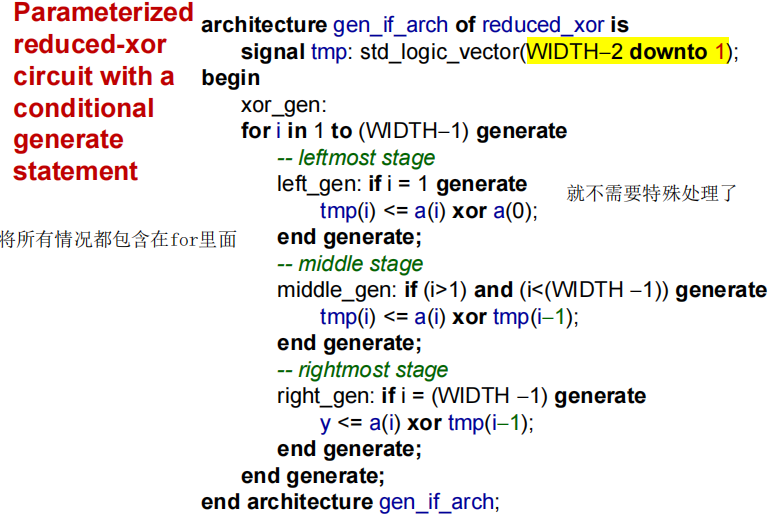 Parameterized
reduced-xor
circuit with a
conditional
generate
statement
将所有情况都包含在for里面
architecture gen_if_arch of reduced_xor is
signal tmp: std_logic_vector(WIDTH−2 downto 1);
begin
xor_gen:
for i in 1 to (WIDTH−1) generate
-- leftmost stage
left_gen: if i = 1 generate
tmp(i) <= a(i) xor a(0);
end generate;
-- middle stage
middle_gen: if (i>1) and (i<(WIDTH −1)) generate
tmp(i) <= a(i) xor tmp(i−1);
end generate;
-- rightmost stage
right_gen: if i = (WIDTH −1) generate
y <= a(i) xor tmp(i−1);
end generate;
end generate;
end architecture gen_if_arch;
就不需要特殊处理了